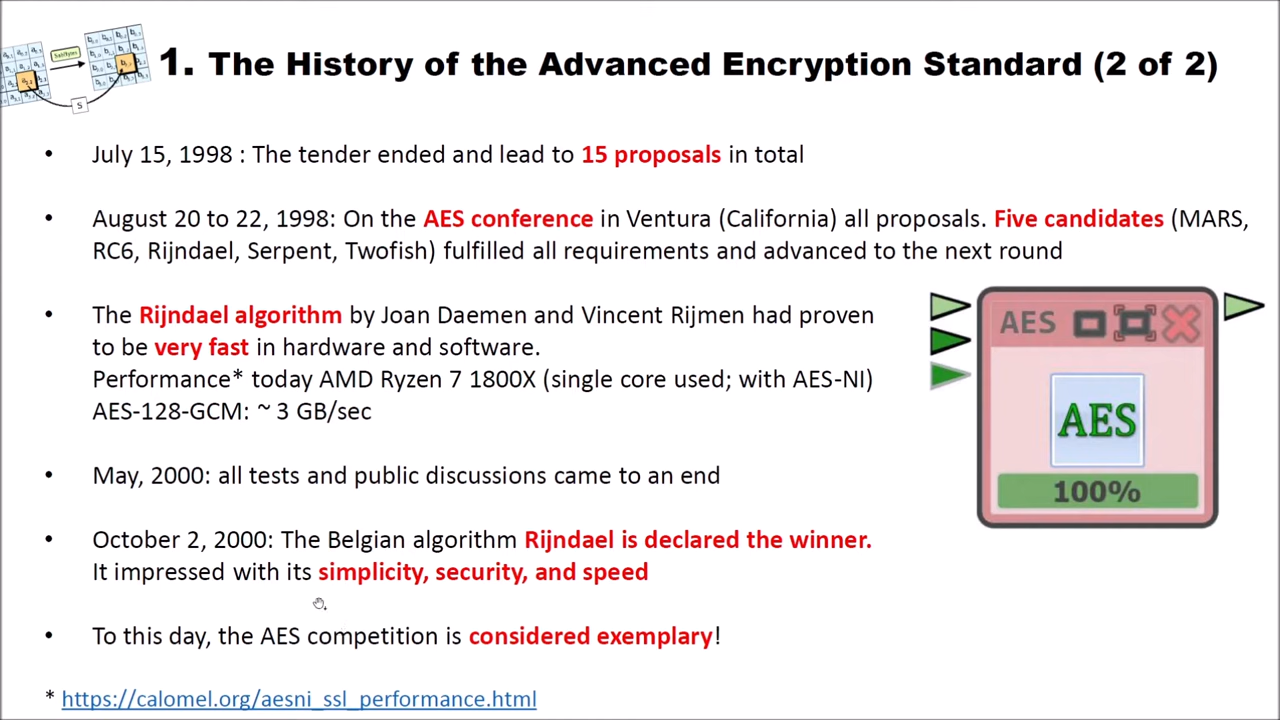 1. The History of the Advanced Encryption Standard (2 of 2)
SubBytes
S
• July 15, 1998 : The tender ended and lead to 15 proposals in total
• August 20 to 22, 1998: On the AES conference in Ventura (California) all proposals. Five candidates (MARS,
RC6, Rijndael, Serpent, Twofish) fulfilled all requirements and advanced to the next round
• The Rijndael algorithm by Joan Daemen and Vincent Rijmen had proven
to be very fast in hardware and software.
Performance* today AMD Ryzen 7 1800X (single core used; with AES-NI)
AES-128-GCM: ~ 3 GB/sec
AES
AES
100%
• May, 2000: all tests and public discussions came to an end
• October 2, 2000: The Belgian algorithm Rijndael is declared the winner.
It impressed with its simplicity, security, and speed
• To this day, the AES competition is considered exemplary!
* https://calomel.org/aesni_ssl_performance.html